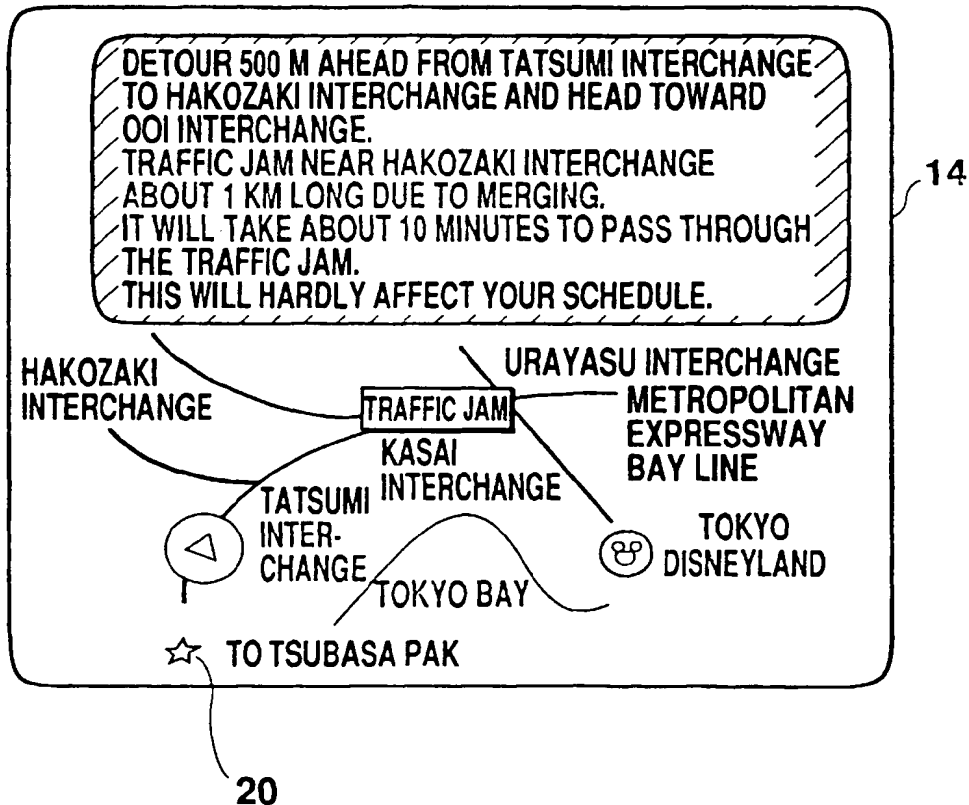 DETOUR 500 M AHEAD FROM TATSUMI INTERCHANGE
TO HAKOZAKI INTERCHANGE AND HEAD TOWARD
OOI INTERCHANGE.
TRAFFIC JAM NEAR HAKOZAKI INTERCHANGE
ABOUT 1 KM LONG DUE TO MERGING.
IT WILL TAKE ABOUT 10 MINUTES TO PASS THROUGH
THE TRAFFIC JAM.
THIS WILL HARDLY AFFECT YOUR SCHEDULE.
14
HAKOZAKI
INTERCHANGE
TRAFFIC JAM
URAYASU INTERCHANGE
METROPOLITAN
EXPRESSWAY
BAY LINE
KASAI
INTERCHANGE
TATSUMI
INTER-
CHANGE
TOKYO
DISNEYLAND
TOKYO BAY
TO TSUBASA PAK
20